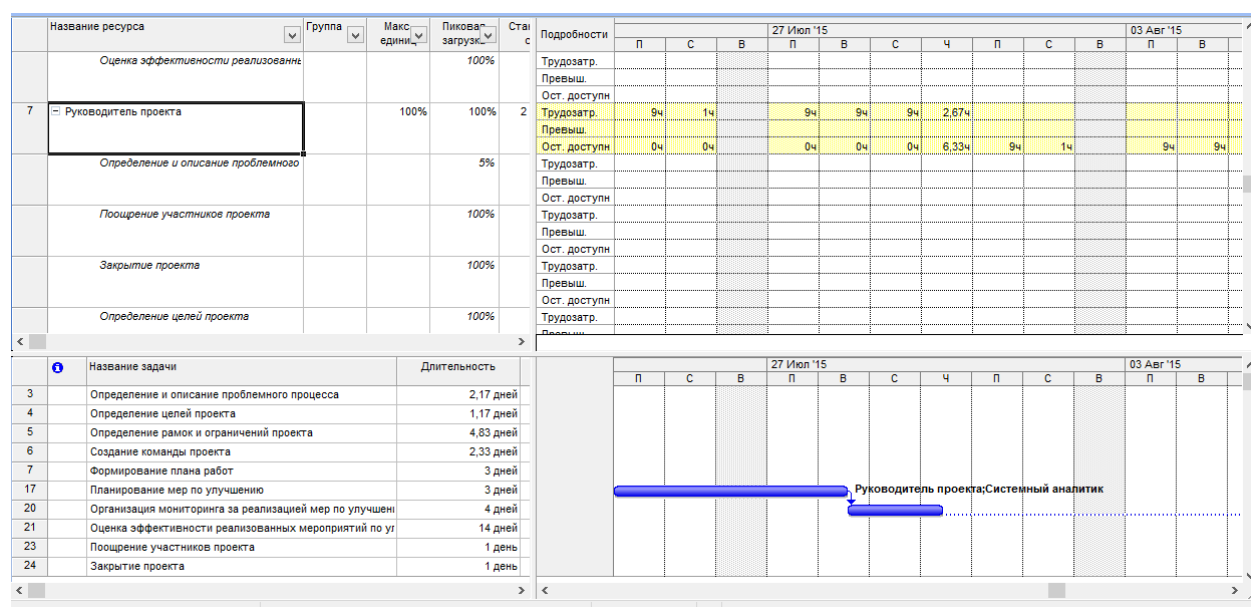 Название ресурса Группа Макс. единиц Пиковая загрузка Подробности 27 Июл '15 03 Авг '15
П С В П В С Ч П С В П В
Оценка эффективности реализованнь 100% Трудозатр.
Превыш.
Ост. доступн
7 Руководитель проекта 100% 100% 2 Трудозатр. 9ч 1ч 9ч 9ч 9ч 2,67ч
Превыш.
Ост. доступн 0ч 0ч 0ч 0ч 0ч 6,33ч 9ч 1ч 9ч 9ч
Определение и описание проблемного 5% Трудозатр.
Превыш.
Ост. доступн
Поощрение участников проекта 100% Трудозатр.
Превыш.
Ост. доступн
Закрытие проекта 100% Трудозатр.
Превыш.
Ост. доступн
Определение целей проекта 100% Трудозатр.
Название задачи Длительность 27 Июл '15 03 Авг '15
П С В П В С Ч П С В П В
3 Определение и описание проблемного процесса 2,17 дней
4 Определение целей проекта 1,17 дней
5 Определение рамок и ограничений проекта 4,83 дней
6 Создание команды проекта 2,33 дней
7 Формирование плана работ 3 дней
17 Планирование мер по улучшению 3 дней Руководитель проекта;Системный аналитик
20 Организация мониторинга за реализацией мер по улучшени 4 дней
21 Оценка эффективности реализованных мероприятий по ул 14 дней
23 Поощрение участников проекта 1 день
24 Закрытие проекта 1 день